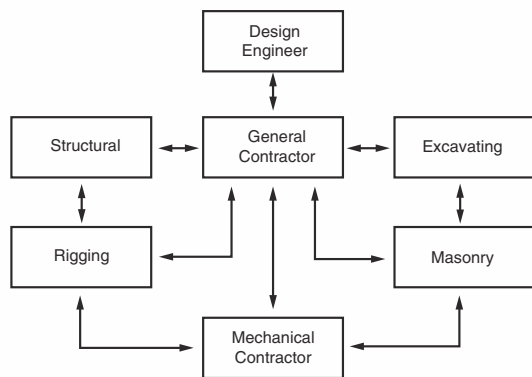 Design
Engineer
Structural
General
Contractor
Excavating
Rigging
Masonry
Mechanical
Contractor